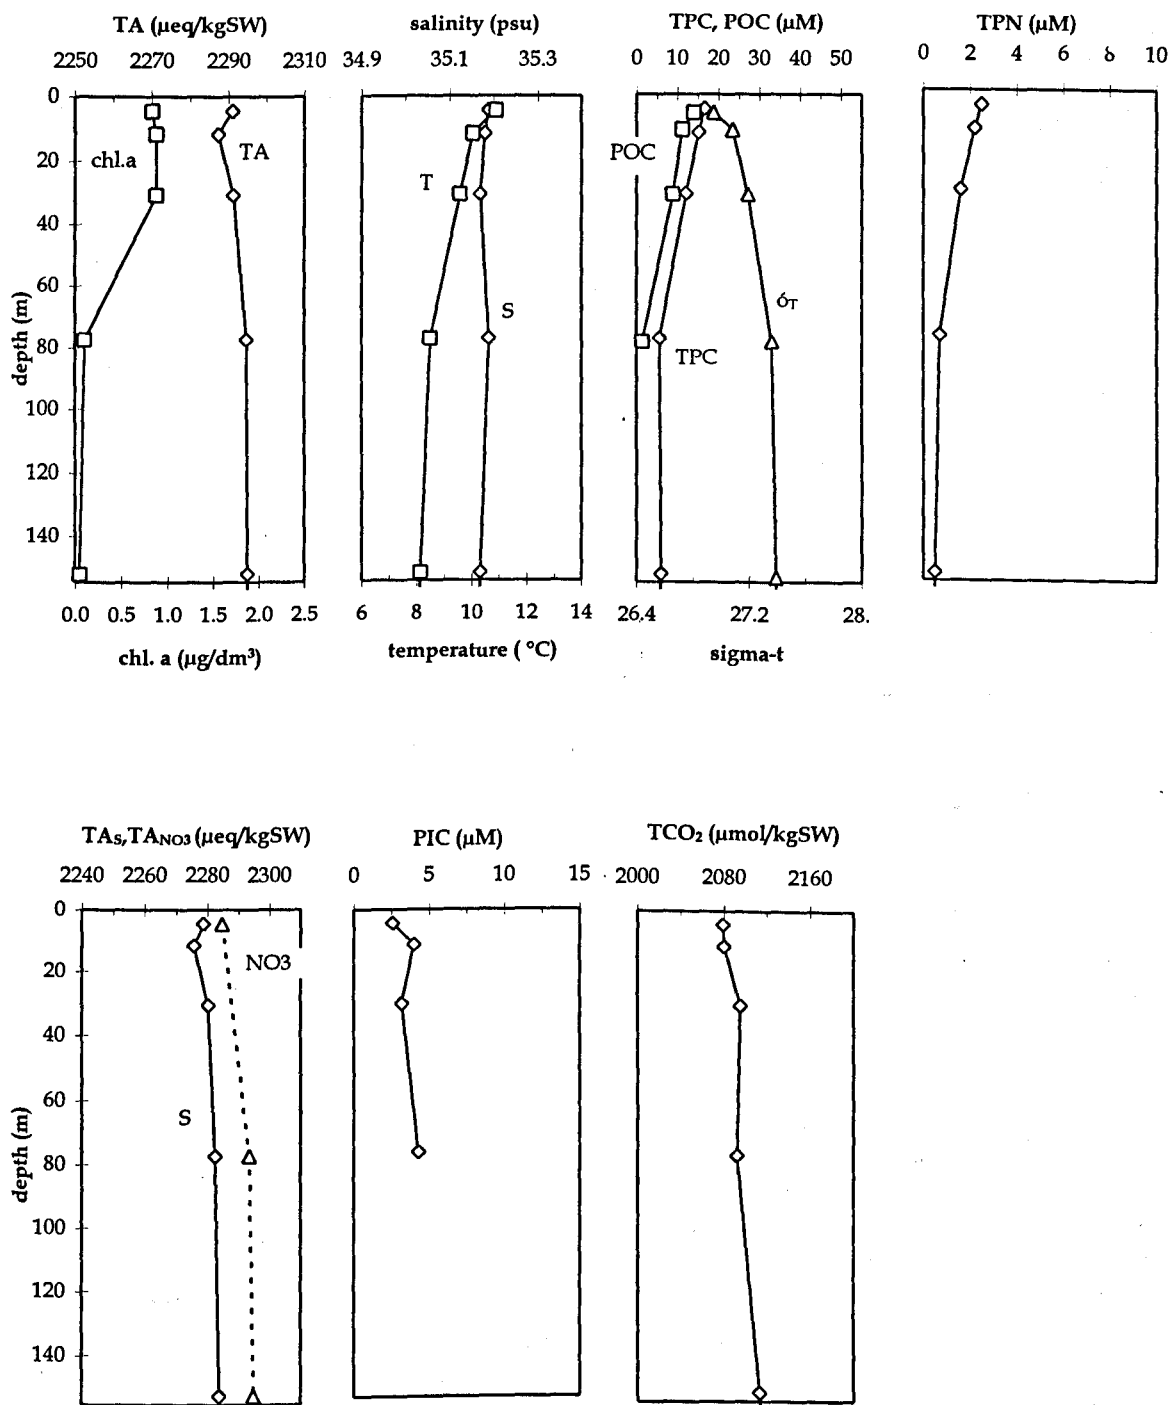 TA (µeq/kgSW)
2250 2270 2290 2310
salinity (psu)
34.9 35.1 35.3
TPC, POC (µM)
0 10 20 30 40 50
TPN (µM)
0 2 4 6 8 10
0
20
40
60
80
100
120
140
depth (m)
chl.a
TA
T
S
POC
TPC
σT
0.0 0.5 1.0 1.5 2.0 2.5
chl. a (µg/dm³)
6 8 10 12 14
temperature ( °C)
26.4 27.2 28.
sigma-t
TAS,TANO3 (µeq/kgSW)
2240 2260 2280 2300
PIC (µM)
0 5 10 15
TCO2 (µmol/kgSW)
2000 2080 2160
0
20
40
60
80
100
120
140
depth (m)
NO3
S